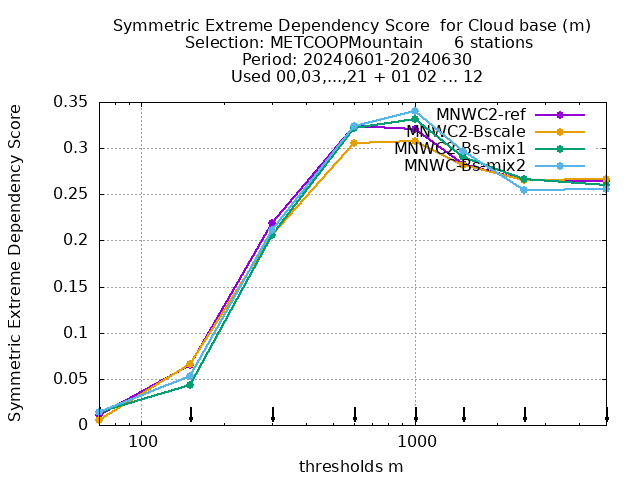 Symmetric Extreme Dependency Score  for Cloud base (m)
Selection: METCOOPMountain      6 stations
Period: 20240601-20240630
Used 00,03,...,21 + 01 02 ... 12
Symmetric Extreme Dependency Score
0.35
0.3
0.25
0.2
0.15
0.1
0.05
0
MNWC2-ref
MNWC2-Bscale
MNWC2-Bs-mix1
MNWC-Bs-mix2
100
1000
thresholds m